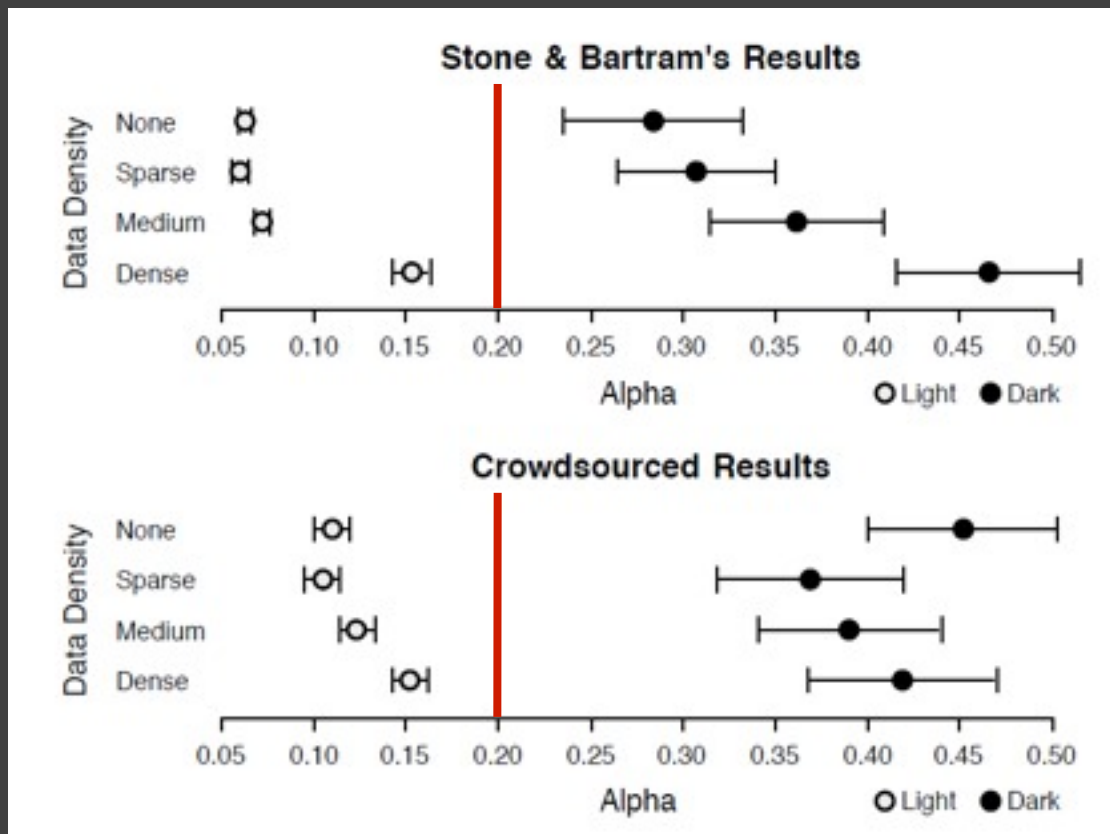 Stone & Bartram's Results
Data Density
None
Sparse
Medium
Dense
0.05 0.10 0.15 0.20 0.25 0.30 0.35 0.40 0.45 0.50
Alpha
Light Dark
Crowdsourced Results
Data Density
None
Sparse
Medium
Dense
0.05 0.10 0.15 0.20 0.25 0.30 0.35 0.40 0.45 0.50
Alpha
Light Dark